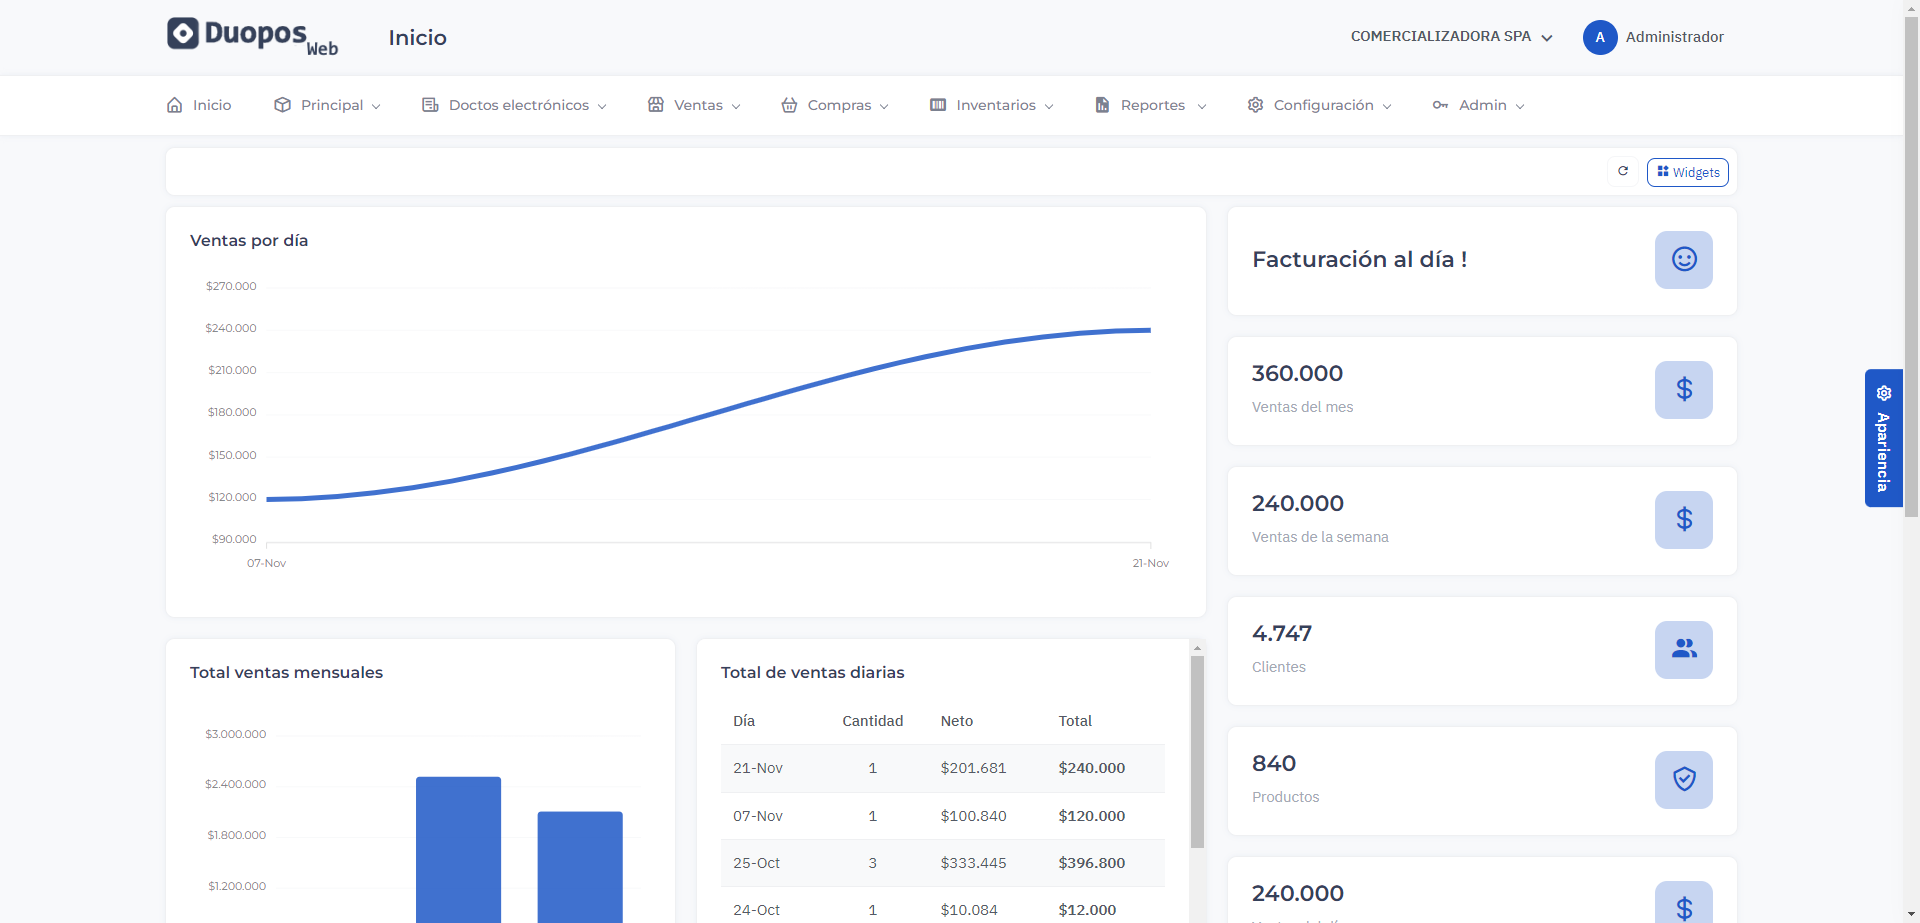 Duopos Web
Inicio
COMERCIALIZADORA SPA
A
Administrador
Inicio
Principal
Doctos electrónicos
Ventas
Compras
Inventarios
Reportes
Configuración
Admin
Widgets
Ventas por día
$270.000
$240.000
$210.000
$180.000
$150.000
$120.000
$90.000
07-Nov
21-Nov
Facturación al día !
360.000
Ventas del mes
240.000
Ventas de la semana
4.747
Clientes
840
Productos
240.000
Apariencia
Total ventas mensuales
$3.000.000
$2.400.000
$1.800.000
$1.200.000
Total de ventas diarias
Día Cantidad Neto Total
21-Nov 1 $201.681 $240.000
07-Nov 1 $100.840 $120.000
25-Oct 3 $333.445 $396.800
24-Oct 1 $10.084 $12.000